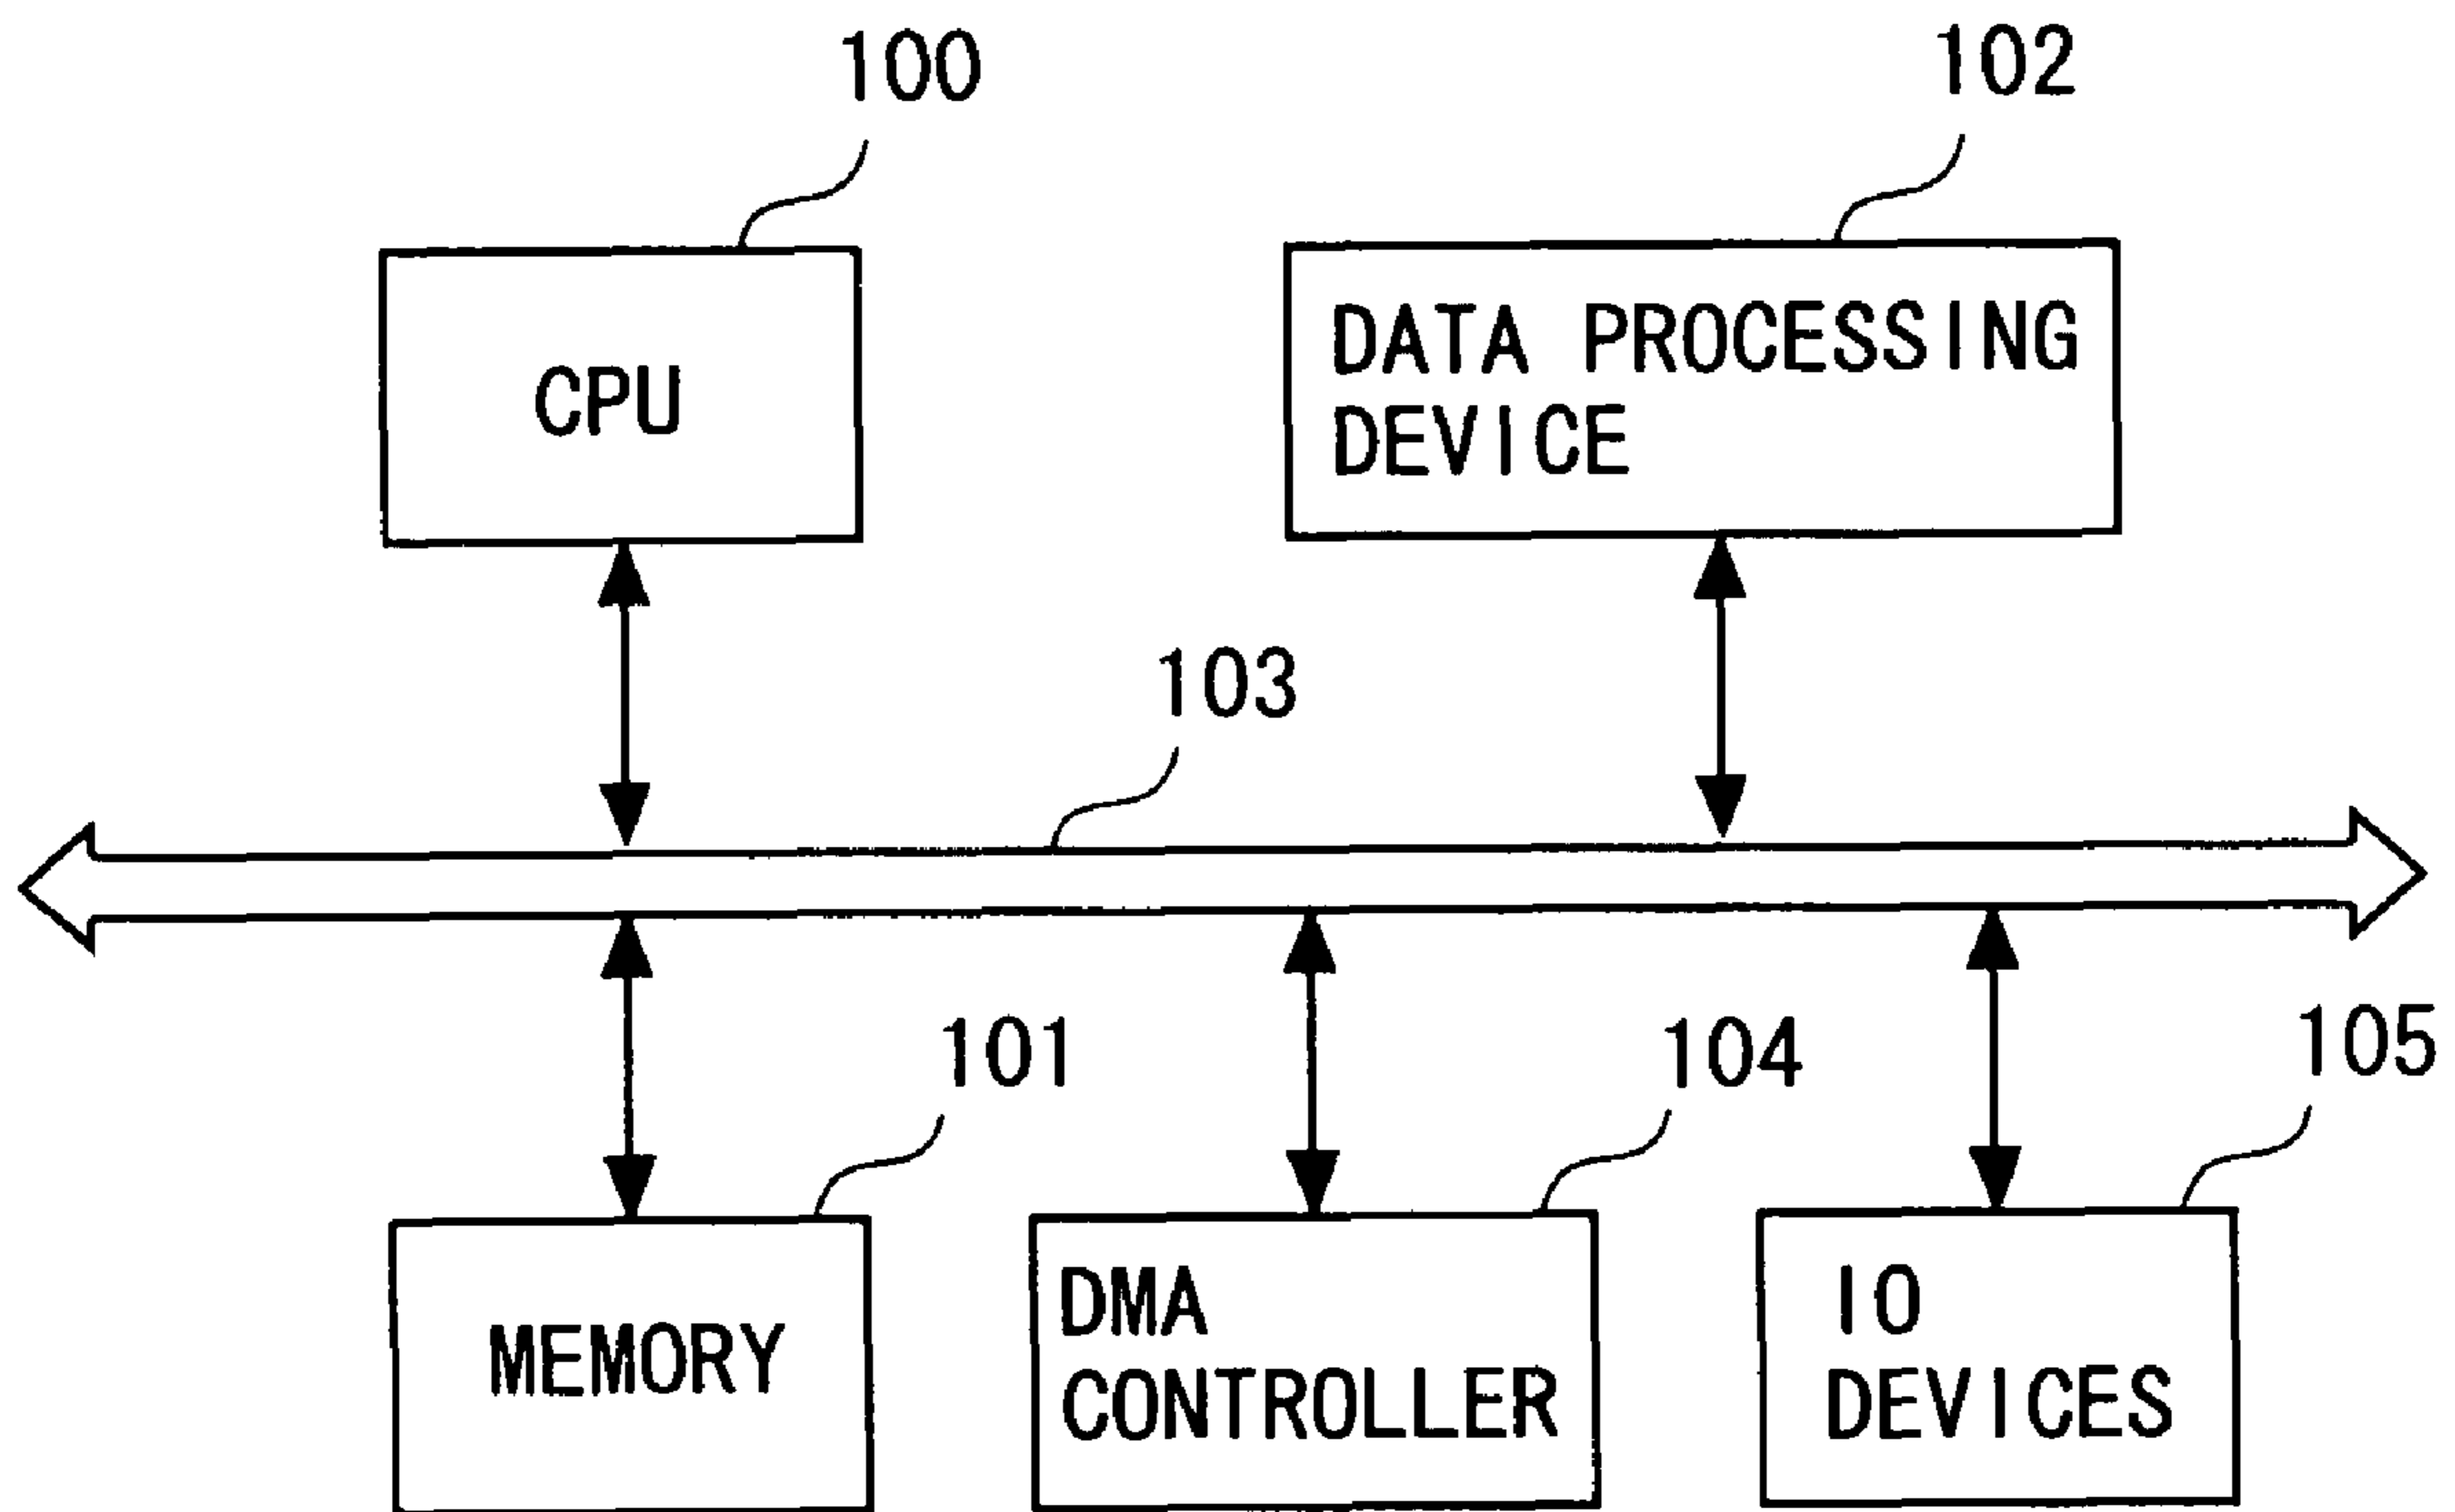 100
102
CPU
DATA PROCESSING
DEVICE
103
101
104
105
MEMORY
DMA
CONTROLLER
IO
DEVICES